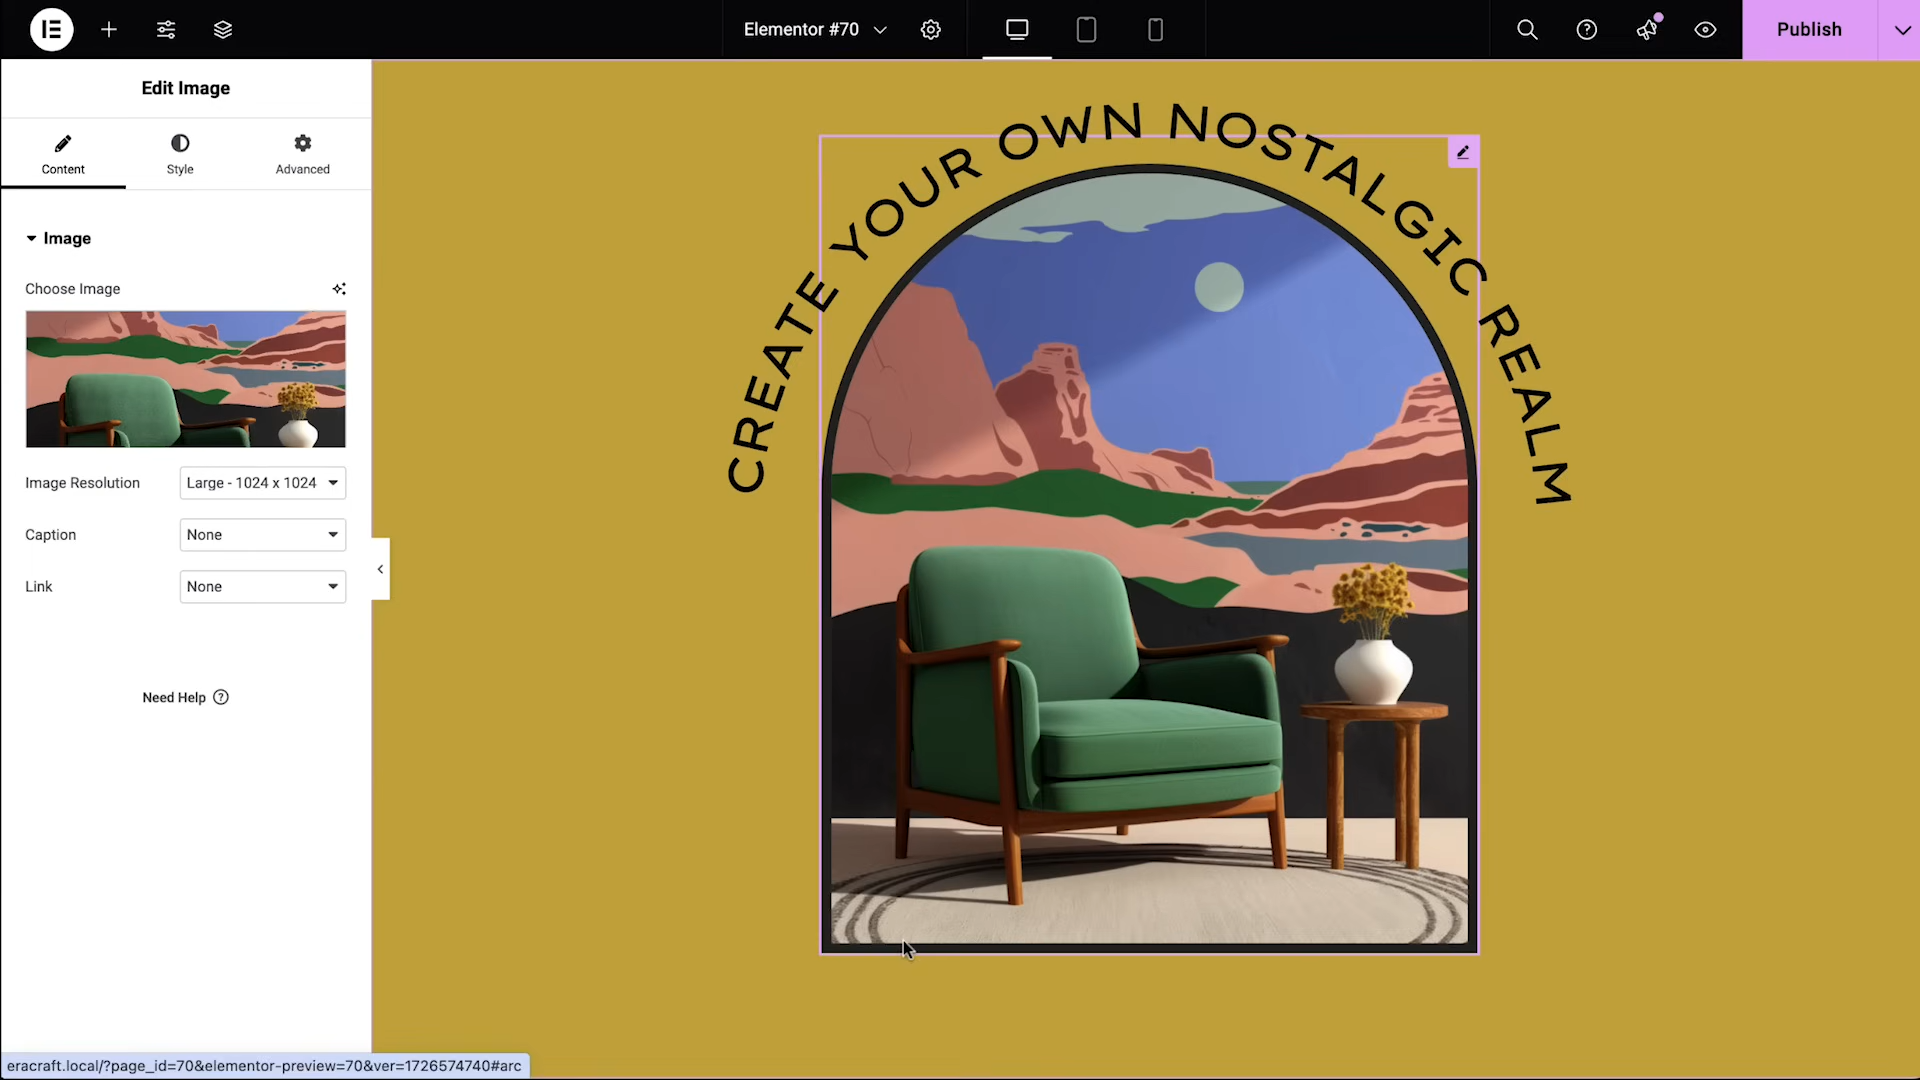 Elementor #70
Publish
Edit Image
Content
Style
Advanced
Image
Choose Image
Image Resolution
Large - 1024 x 1024
Caption
None
Link
None
Need Help
CREATE YOUR OWN NOSTALGIC REALM
eracraft.local/?page_id=70&elementor-preview=70&ver=1726574740#arc